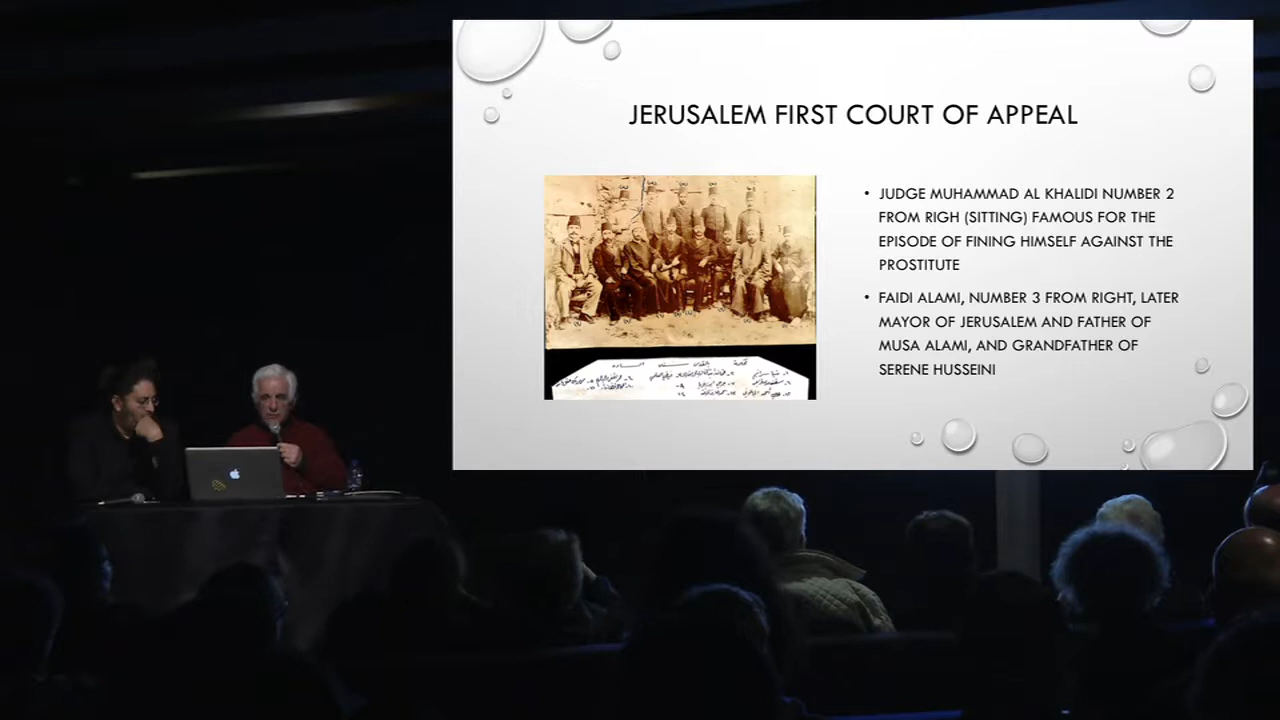 JERUSALEM FIRST COURT OF APPEAL
• JUDGE MUHAMMAD AL KHALIDI NUMBER 2
FROM RIGH (SITTING) FAMOUS FOR THE
EPISODE OF FINING HIMSELF AGAINST THE
PROSTITUTE
• FAIDI ALAMI, NUMBER 3 FROM RIGHT, LATER
MAYOR OF JERUSALEM AND FATHER OF
MUSA ALAMI, AND GRANDFATHER OF
SERENE HUSSEINI